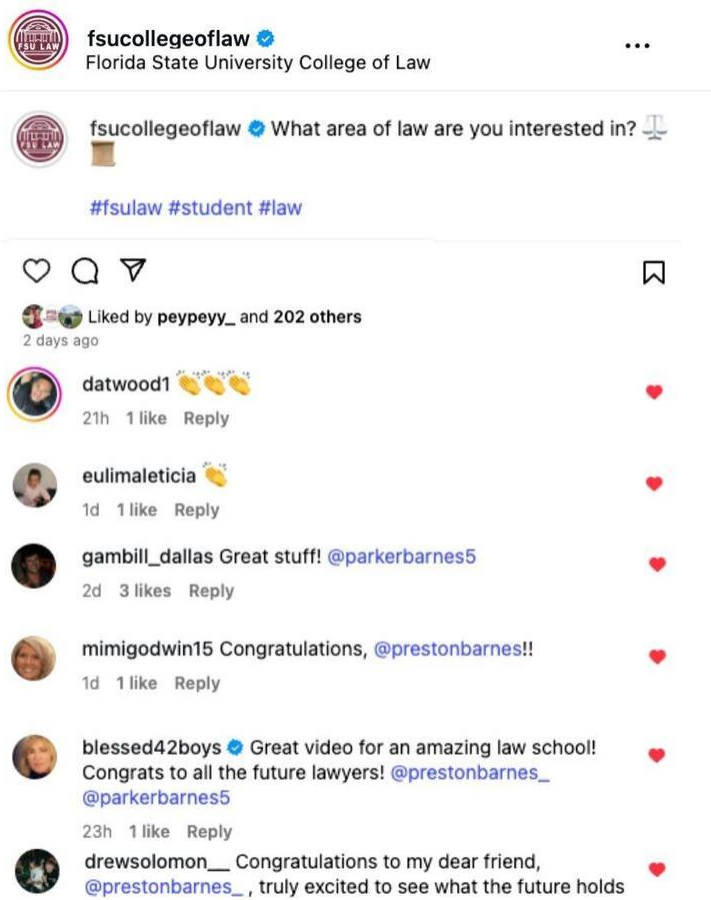 FSU LAW
fsucollegeoflaw
Florida State University College of Law
FSU LAW
fsucollegeoflaw What area of law are you interested in?
#fsulaw #student #law
Liked by peypeyy_ and 202 others
2 days ago
datwood1
21h 1 like Reply
eulimaleticia
1d 1 like Reply
gambill_dallas Great stuff! @parkerbarnes5
2d 3 likes Reply
mimigodwin15 Congratulations, @prestonbarnes!!
1d 1 like Reply
blessed42boys Great video for an amazing law school!
Congrats to all the future lawyers! @prestonbarnes_
@parkerbarnes5
23h 1 like Reply
drewsolomon__ Congratulations to my dear friend,
@prestonbarnes_ , truly excited to see what the future holds